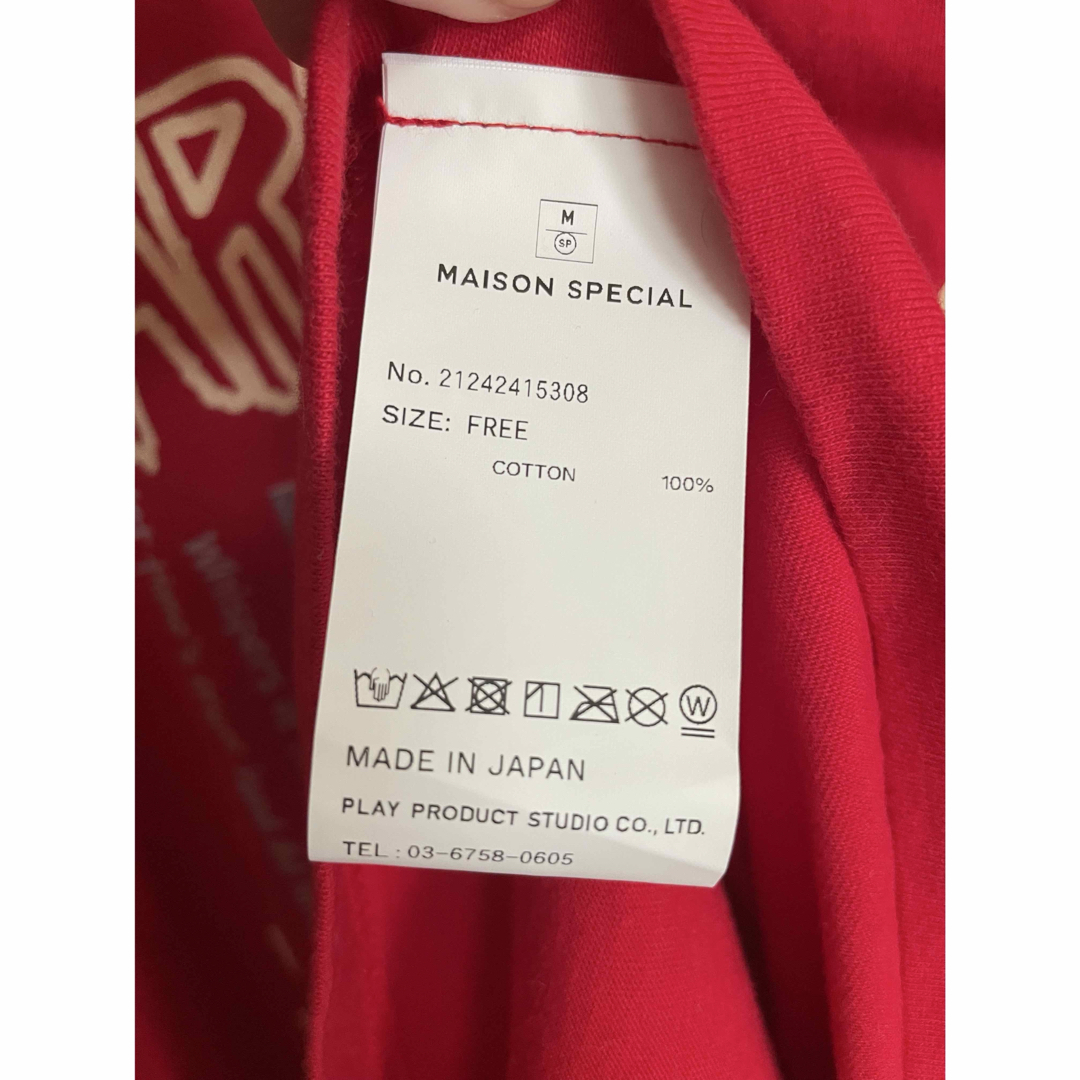 M
SP
MAISON SPECIAL
No. 21242415308
SIZE: FREE
COTTON 100%
W
MADE IN JAPAN
PLAY PRODUCT STUDIO CO., LTD.
TEL : 03-6758-0605